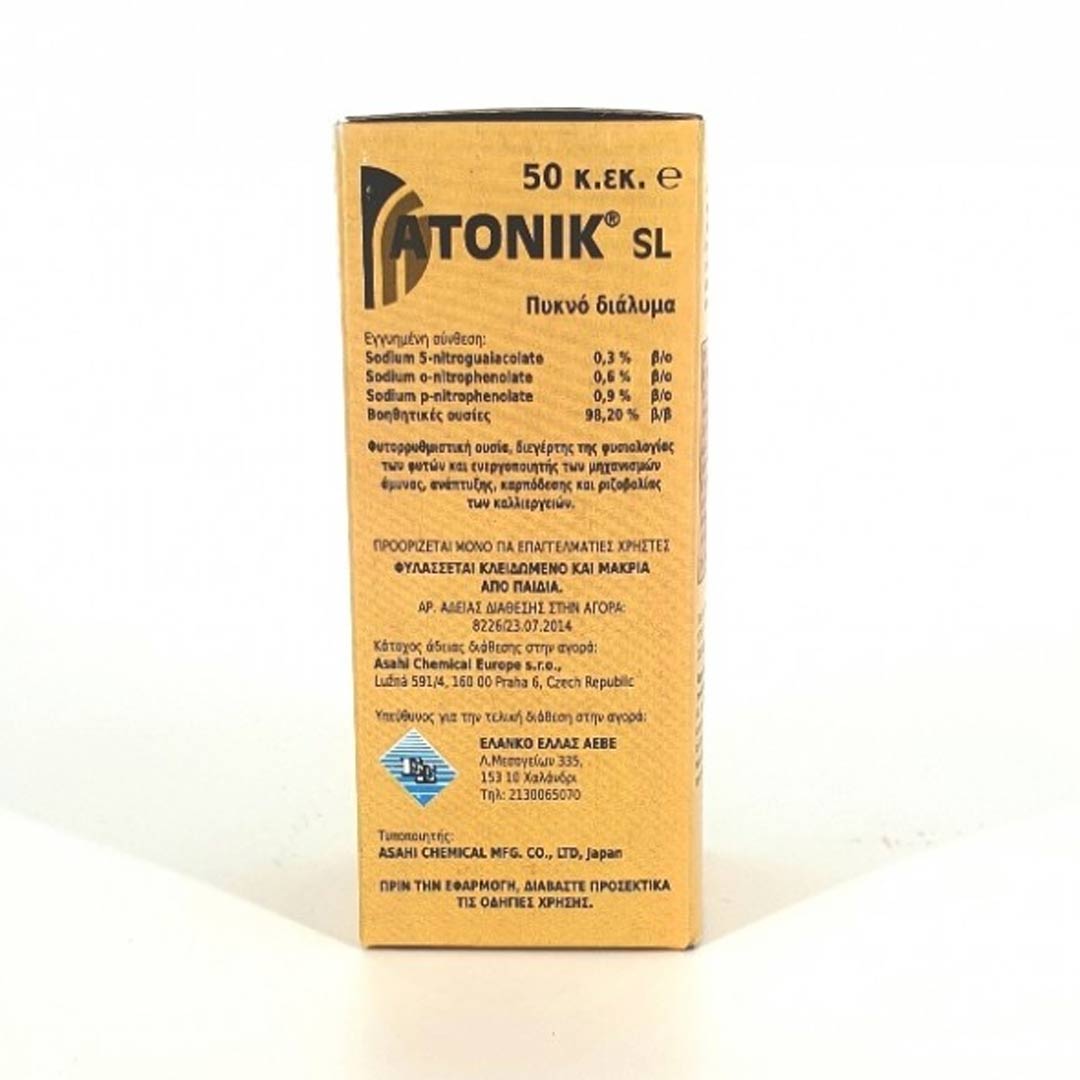 50 κ.εκ. ℮
ATONIK® SL
Πυκνό διάλυμα
Εγγυημένη σύνθεση:
Sodium 5-nitroguaiacolate 0,3 % β/ο
Sodium o-nitrophenolate 0,6 % β/ο
Sodium p-nitrophenolate 0,9 % β/ο
Βοηθητικές ουσίες 98,20 % β/β
Φυτορρυθμιστική ουσία, διεγέρτης της φυσιολογίας
των φυτών και ενεργοποιητής των μηχανισμών
άμυνας, ανάπτυξης, καρπόδεσης και ριζοβολίας
των καλλιεργειών.
ΠΡΟΟΡΙΖΕΤΑΙ ΜΟΝΟ ΓΙΑ ΕΠΑΓΓΕΛΜΑΤΙΕΣ ΧΡΗΣΤΕΣ
ΦΥΛΑΣΣΕΤΑΙ ΚΛΕΙΔΩΜΕΝΟ ΚΑΙ ΜΑΚΡΙΑ
ΑΠΟ ΠΑΙΔΙΑ.
ΑΡ. ΑΔΕΙΑΣ ΔΙΑΘΕΣΗΣ ΣΤΗΝ ΑΓΟΡΑ:
8226/23.07.2014
Κάτοχος άδειας διάθεσης στην αγορά:
Asahi Chemical Europe s.r.o.,
Lužná 591/4, 160 00 Praha 6, Czech Republic
Υπεύθυνος για την τελική διάθεση στην αγορά:
ΕΛΑΝΚΟ ΕΛΛΑΣ ΑΕΒΕ
Λ.Μεσογείων 335,
153 10 Χαλάνδρι
Τηλ: 2130065070
Τυποποιητής:
ASAHI CHEMICAL MFG. CO., LTD, Japan
ΠΡΙΝ ΤΗΝ ΕΦΑΡΜΟΓΗ, ΔΙΑΒΑΣΤΕ ΠΡΟΣΕΚΤΙΚΑ
ΤΙΣ ΟΔΗΓΙΕΣ ΧΡΗΣΗΣ.